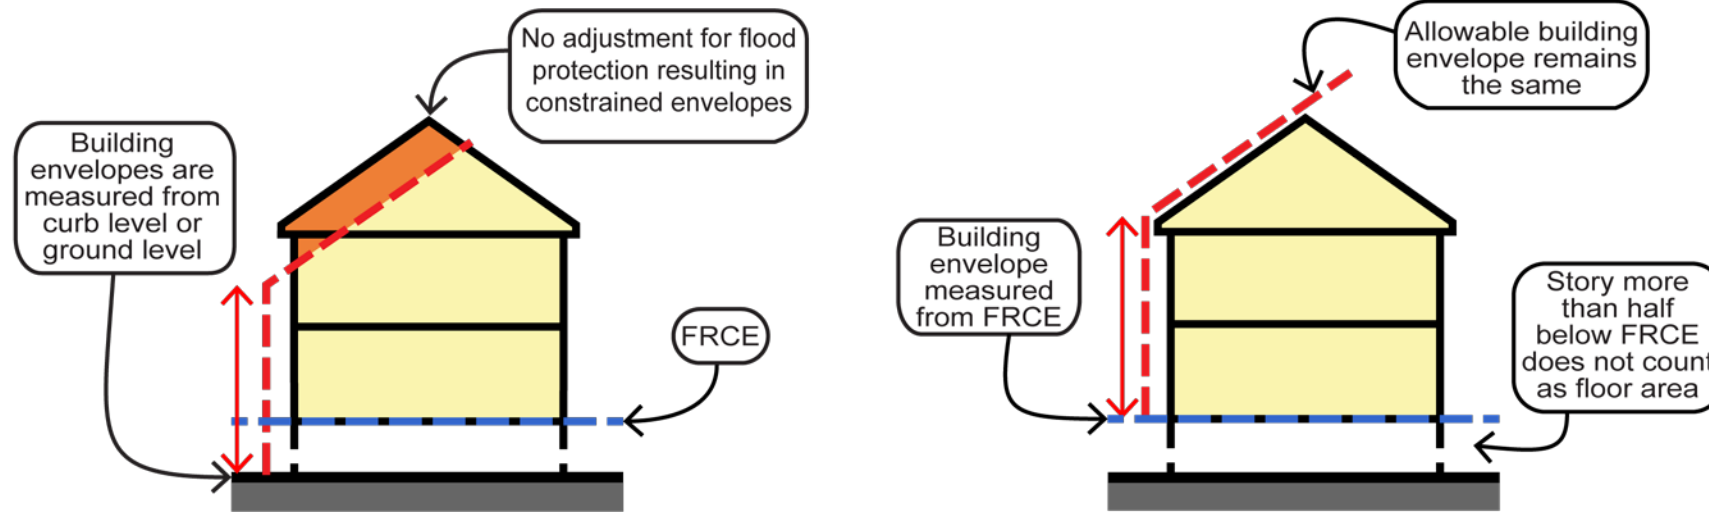 No adjustment for flood
protection resulting in
constrained envelopes
Building
envelopes are
measured from
curb level or
ground level
FRCE
Allowable building
envelope remains
the same
Building
envelope
measured
from FRCE
Story more
than half
below FRCE
does not count
as floor area